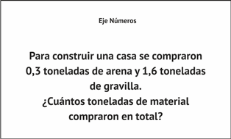 Eje Números
Para construir una casa se compraron
0,3 toneladas de arena y 1,6 toneladas
de gravilla.
¿Cuántos toneladas de material
compraron en total?